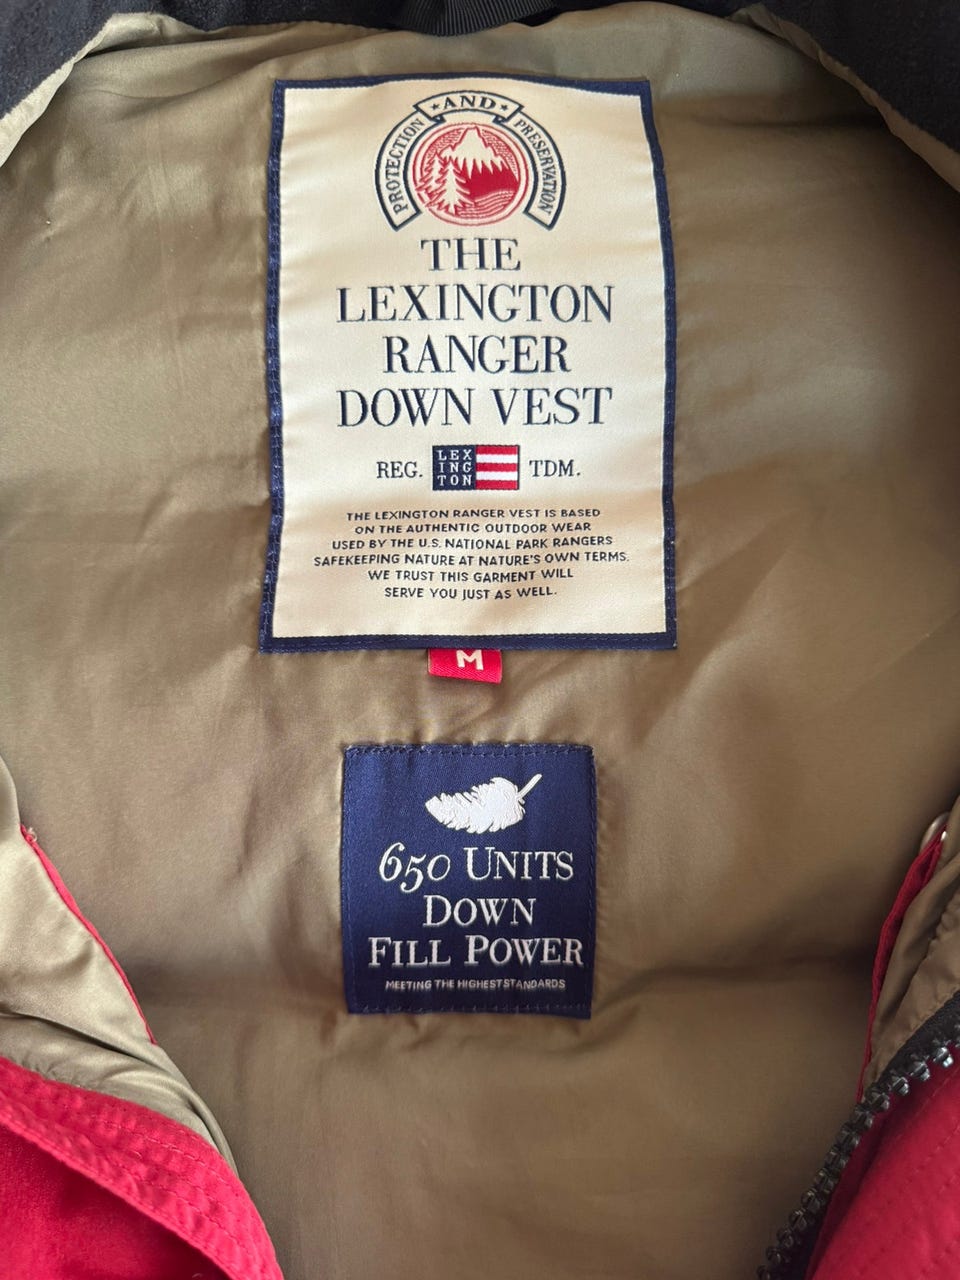 PROTECTION ★AND★ PRESERVATION
THE
LEXINGTON
RANGER
DOWN VEST
REG. LEX TDM.
ING
TON
THE LEXINGTON RANGER VEST IS BASED
ON THE AUTHENTIC OUTDOOR WEAR
USED BY THE U.S. NATIONAL PARK RANGERS
SAFEKEEPING NATURE AT NATURE'S OWN TERMS.
WE TRUST THIS GARMENT WILL
SERVE YOU JUST AS WELL.
M
650 UNITS
DOWN
FILL POWER
MEETING THE HIGHEST STANDARDS